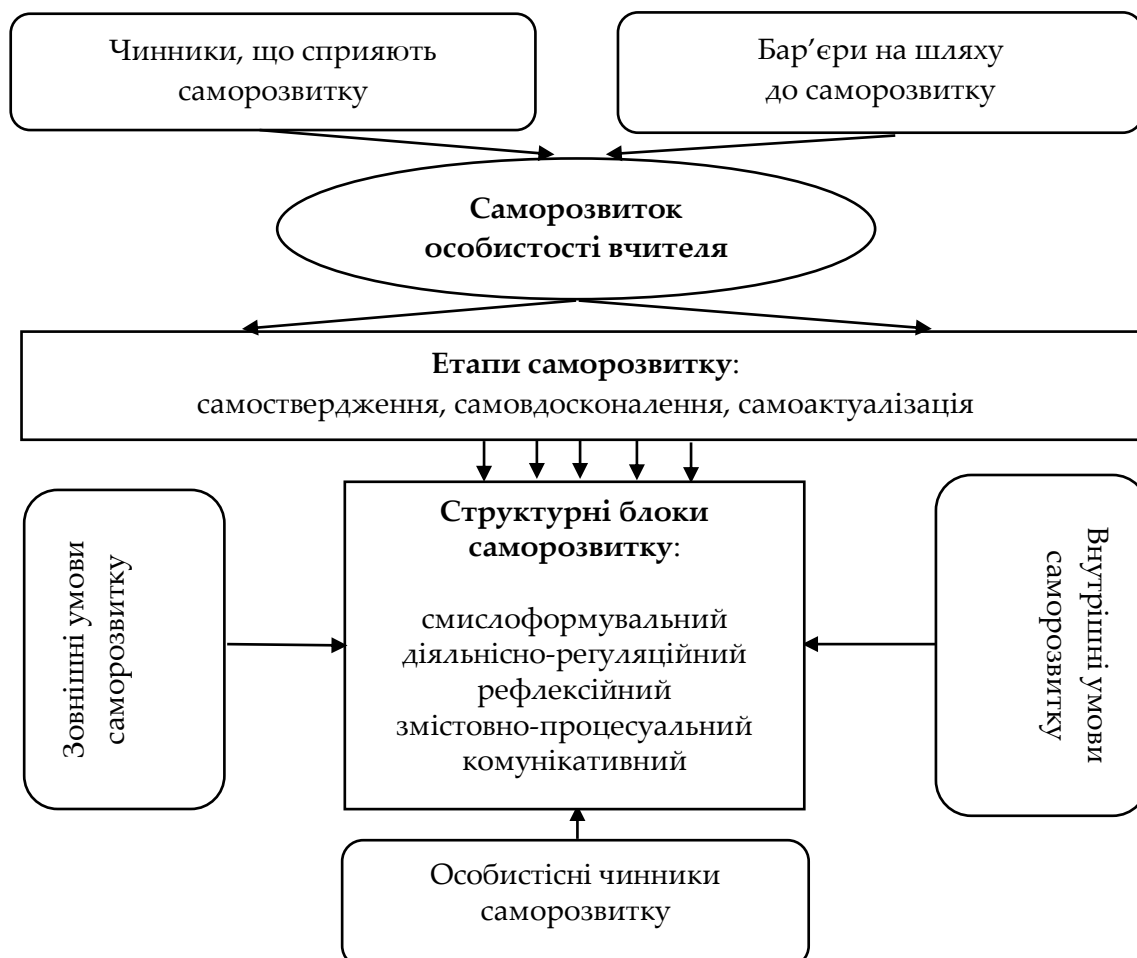 Чинники, що сприяють
саморозвитку
Бар’єри на шляху
до саморозвитку
Саморозвиток
особистості вчителя
Етапи саморозвитку:
самоствердження, самовдосконалення, самоактуалізація
Зовнішні умови
саморозвитку
Структурні блоки
саморозвитку:
смислоформувальний
діяльнісно-регуляційний
рефлексійний
змістовно-процесуальний
комунікативний
Внутрішні умови
саморозвитку
Особистісні чинники
саморозвитку